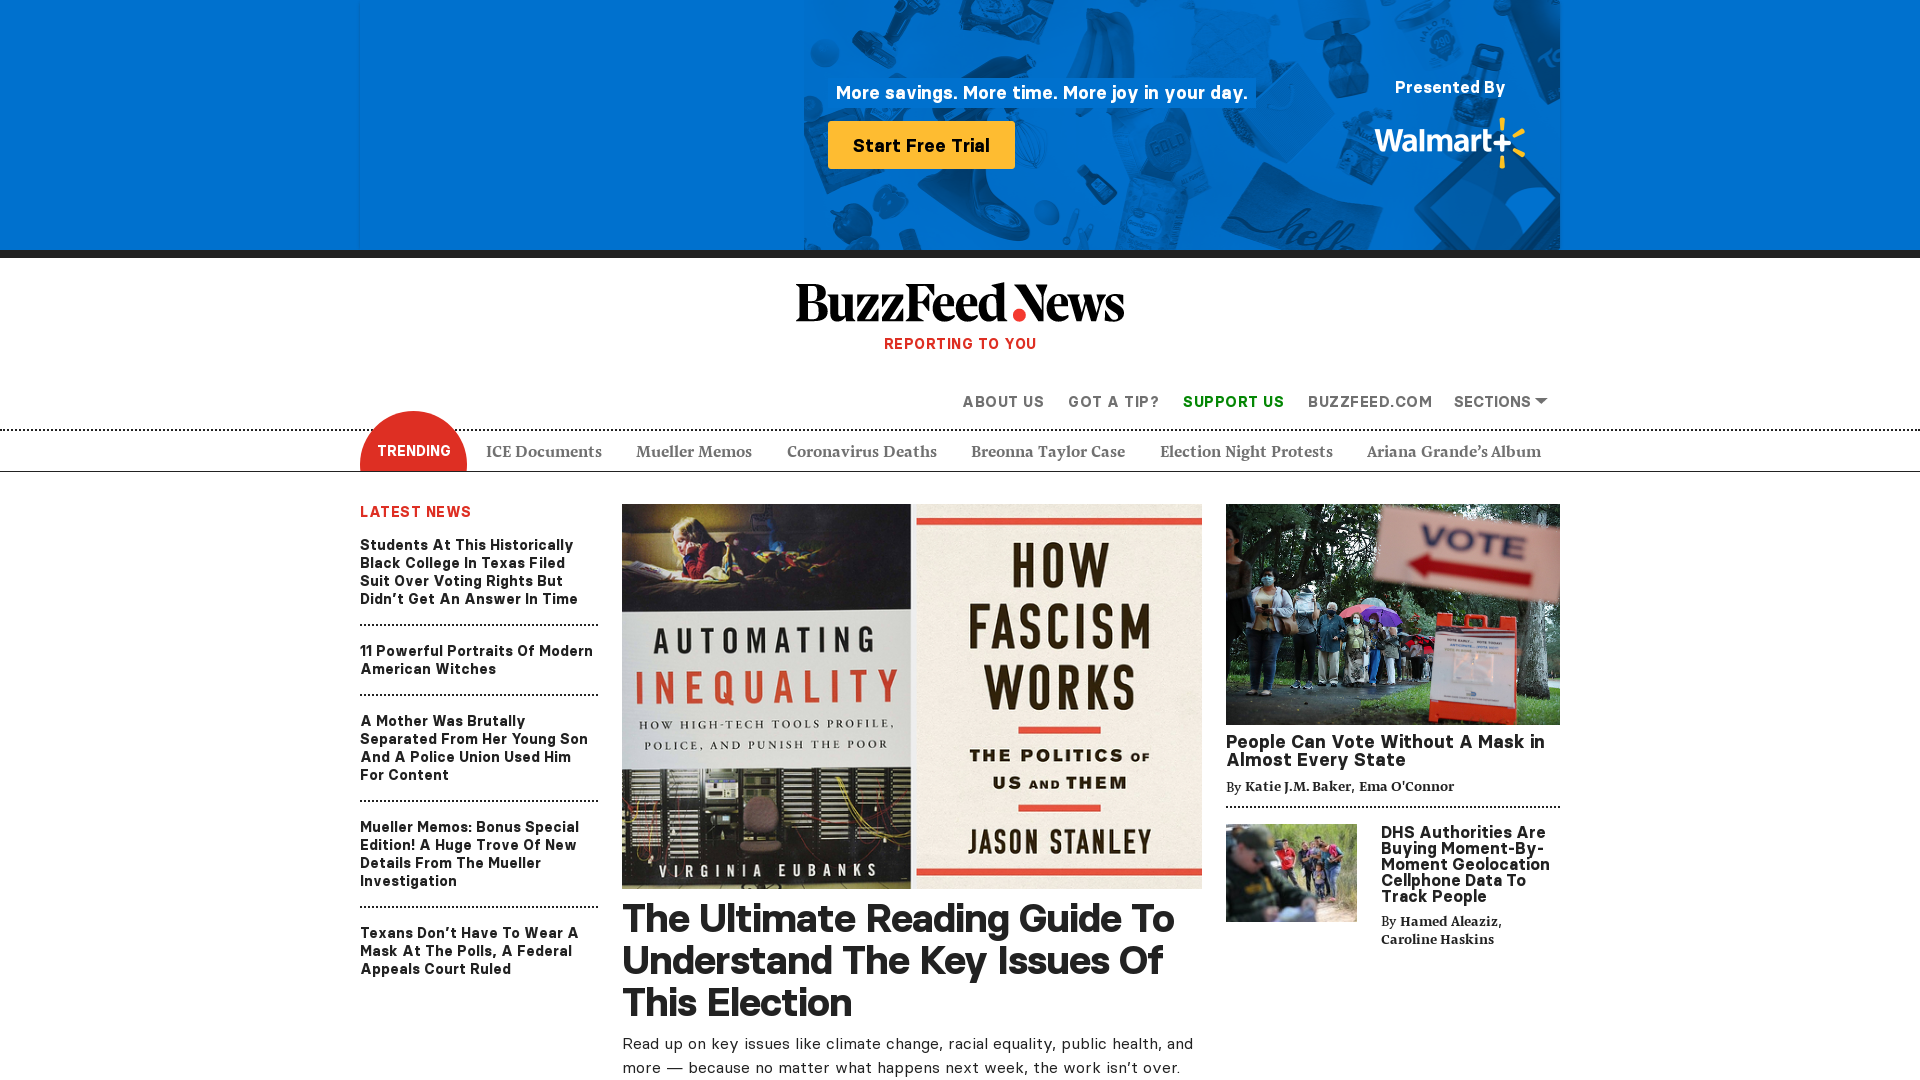 More savings. More time. More joy in your day.
Start Free Trial
Presented By
Walmart+
BuzzFeed News
REPORTING TO YOU
ABOUT US
GOT A TIP?
SUPPORT US
BUZZFEED.COM
SECTIONS
TRENDING
ICE Documents
Mueller Memos
Coronavirus Deaths
Breonna Taylor Case
Election Night Protests
Ariana Grande’s Album
LATEST NEWS
Students At This Historically
Black College In Texas Filed
Suit Over Voting Rights But
Didn’t Get An Answer In Time
11 Powerful Portraits Of Modern
American Witches
A Mother Was Brutally
Separated From Her Young Son
And A Police Union Used Him
For Content
Mueller Memos: Bonus Special
Edition! A Huge Trove Of New
Details From The Mueller
Investigation
Texans Don’t Have To Wear A
Mask At The Polls, A Federal
Appeals Court Ruled
AUTOMATING
INEQUALITY
HOW HIGH-TECH TOOLS PROFILE,
POLICE, AND PUNISH THE POOR
VIRGINIA EUBANKS
HOW
FASCISM
WORKS
THE POLITICS OF
US AND THEM
JASON STANLEY
The Ultimate Reading Guide To
Understand The Key Issues Of
This Election
Read up on key issues like climate change, racial equality, public health, and
more — because no matter what happens next week, the work isn’t over.
VOTE
People Can Vote Without A Mask in
Almost Every State
By Katie J.M. Baker, Ema O'Connor
DHS Authorities Are
Buying Moment-By-
Moment Geolocation
Cellphone Data To
Track People
By Hamed Aleaziz,
Caroline Haskins
hello
GOLD